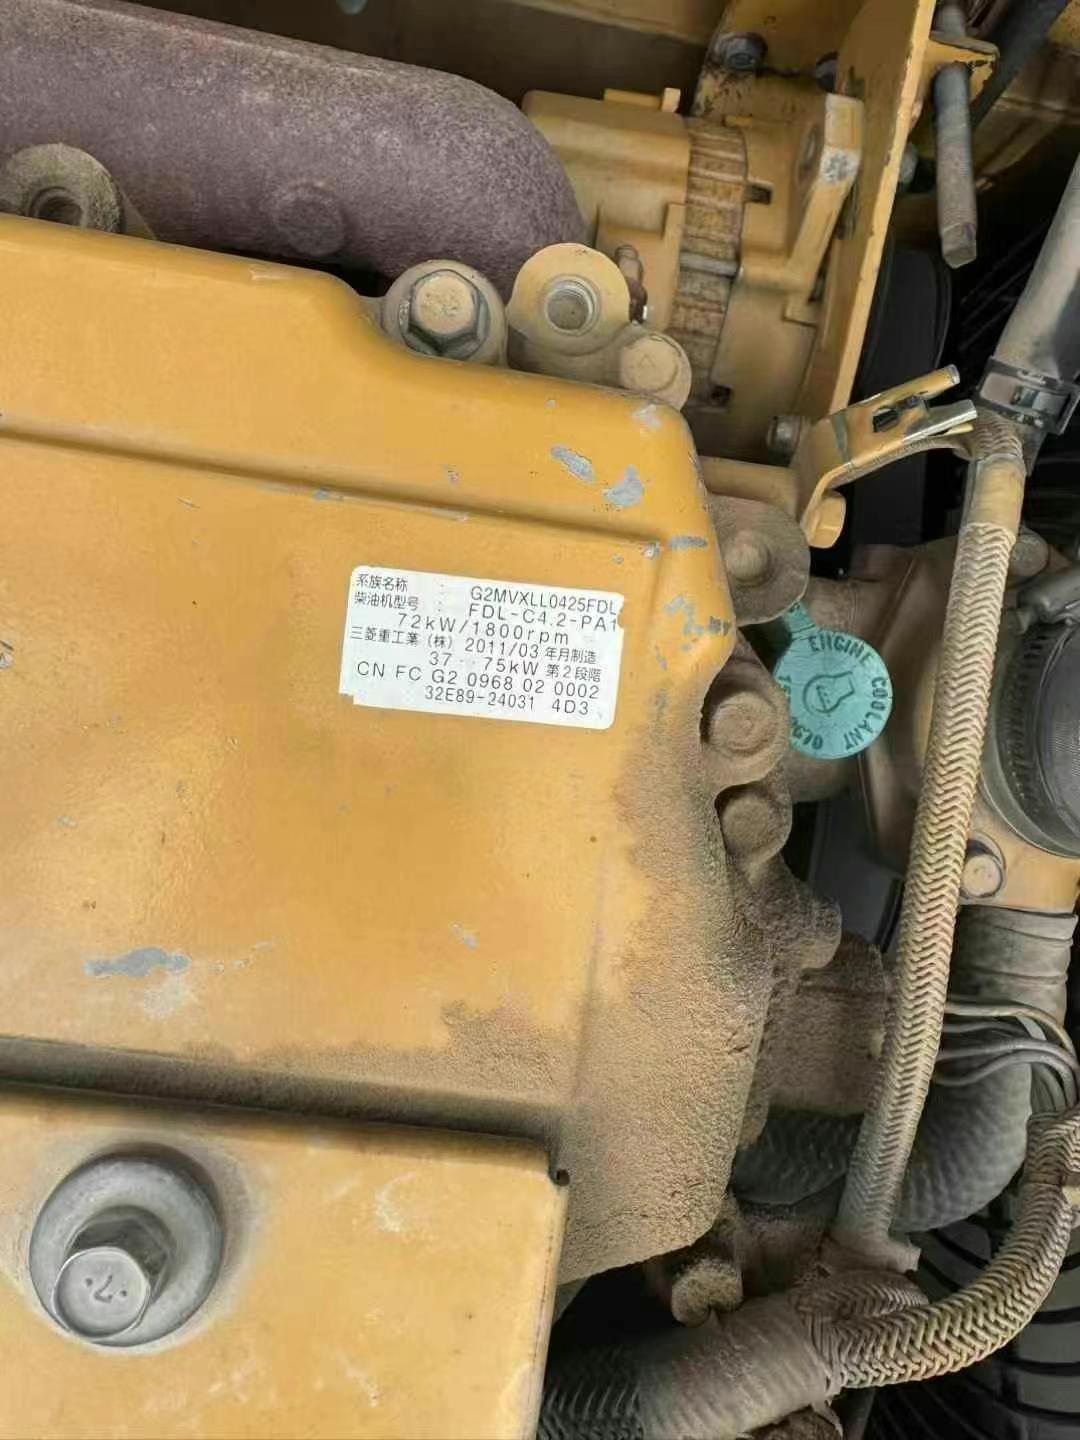 系族名称 : G2MVXLL0425FDL
柴油机型号 : FDL-C4.2-PA1
72kW/1800rpm
三菱重工業(株) 2011/03 年月制造
37 75kW 第2段階
CN FC G2 0968 02 0002
32E89-24031 4D3
ENGINE COOLANT
7